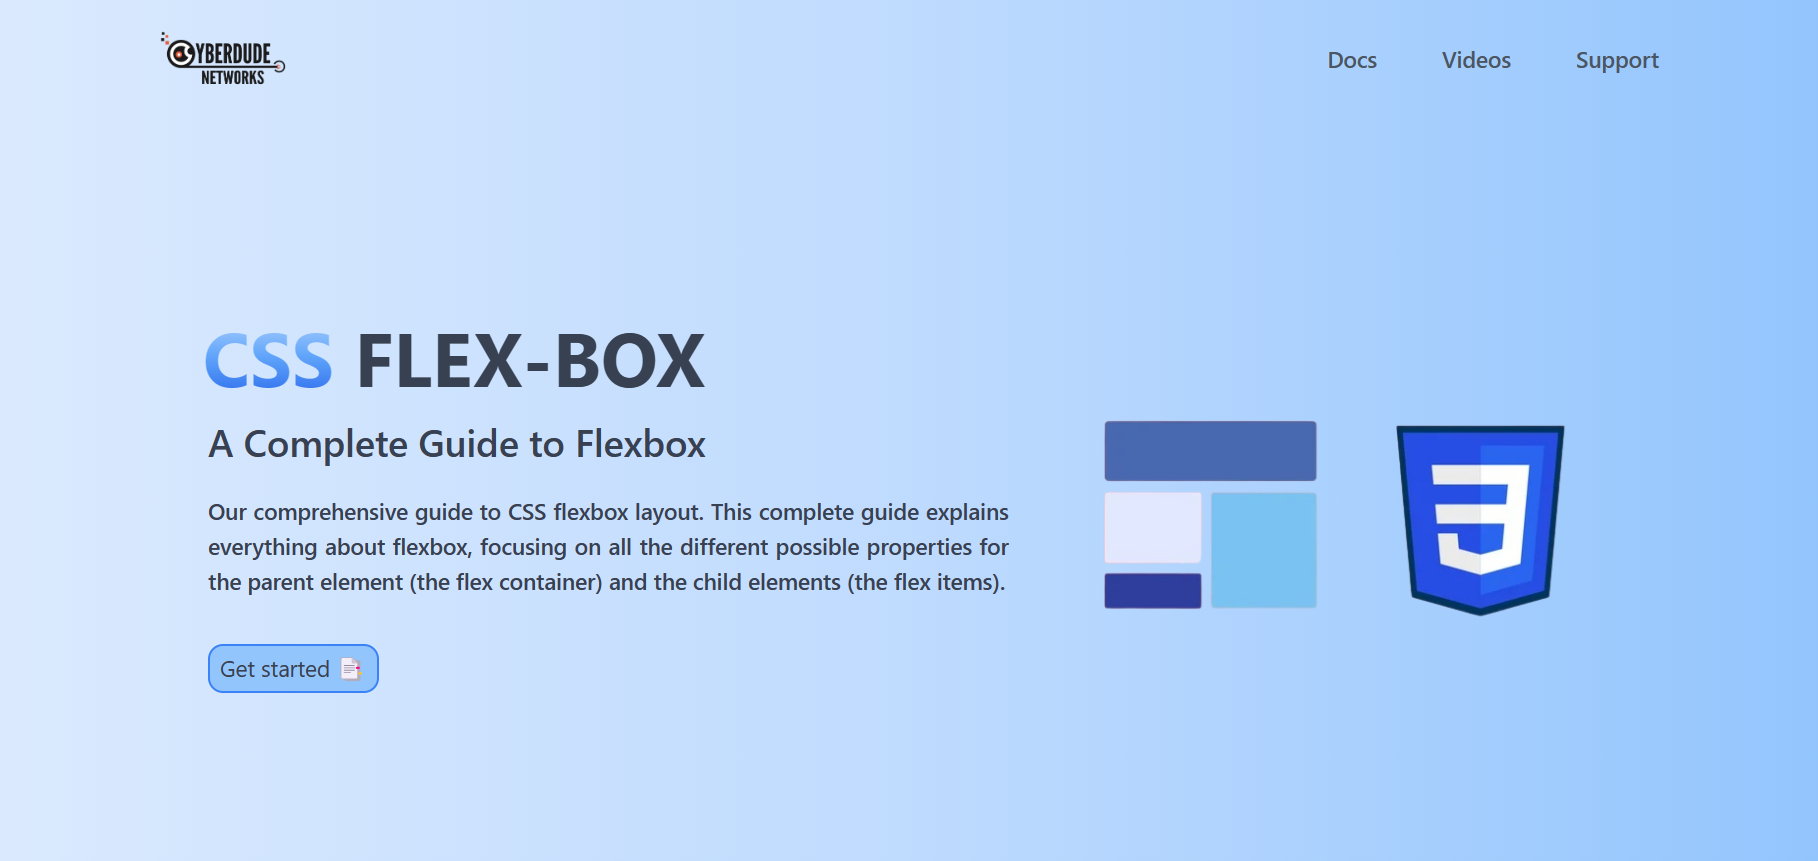 CYBERDUDE
NETWORKS
Docs Videos Support
CSS FLEX-BOX
A Complete Guide to Flexbox
Our comprehensive guide to CSS flexbox layout. This complete guide explains
everything about flexbox, focusing on all the different possible properties for
the parent element (the flex container) and the child elements (the flex items).
3
Get started